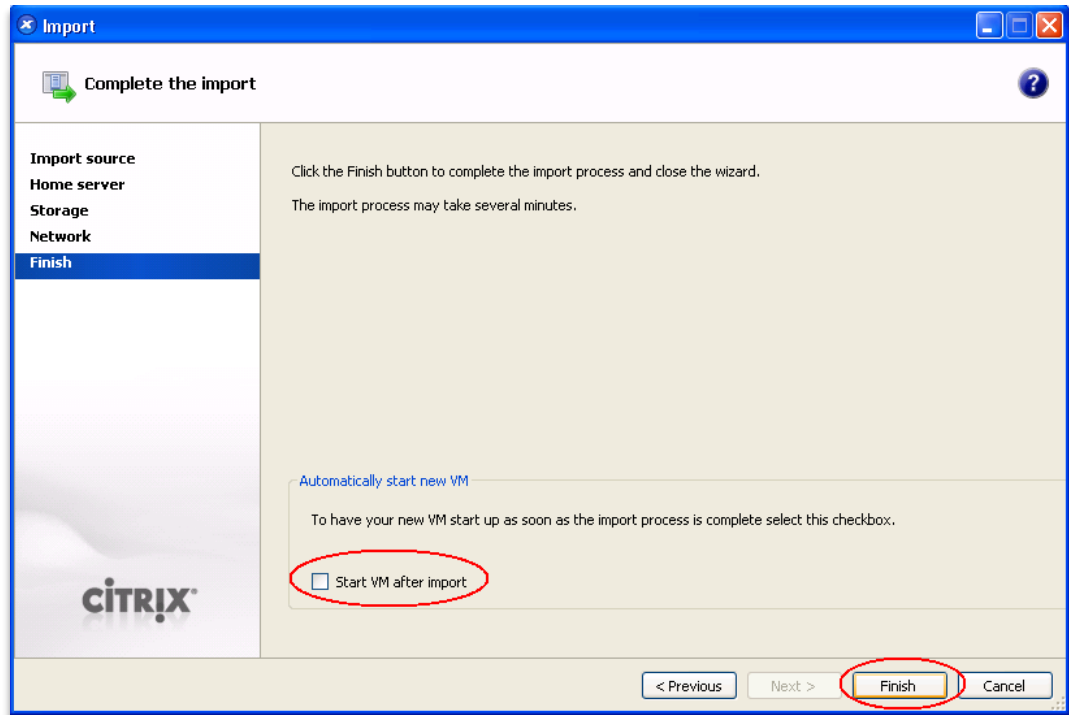 Import
Complete the import
?
Import source
Home server
Storage
Network
Finish
Click the Finish button to complete the import process and close the wizard.
The import process may take several minutes.
Automatically start new VM
To have your new VM start up as soon as the import process is complete select this checkbox.
Start VM after import
CITRIX
< Previous Next > Finish Cancel